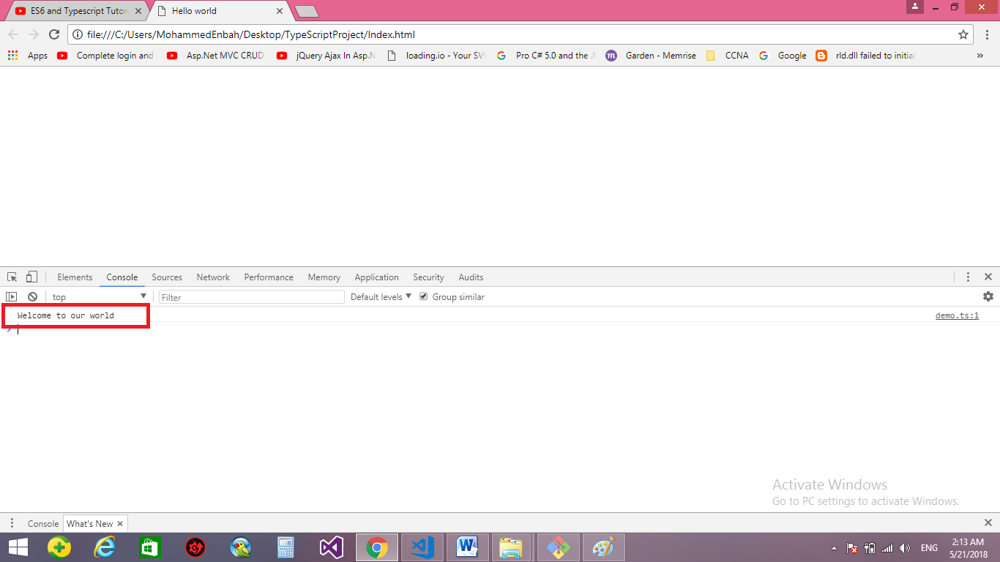 ES6 and Typescript Tutor
Hello world
file:///C:/Users/MohammedEnbah/Desktop/TypeScriptProject/Index.html
Apps Complete login and Asp.Net MVC CRUD jQuery Ajax In Asp.N loading.io - Your SV Pro C# 5.0 and the Garden - Memrise CCNA Google rld.dll failed to initial »
Elements Console Sources Network Performance Memory Application Security Audits
top Filter Default levels Group similar
Welcome to our world demo.ts:1
Activate Windows
Go to PC settings to activate Windows.
Console What's New
ENG
2:13 AM
5/21/2018